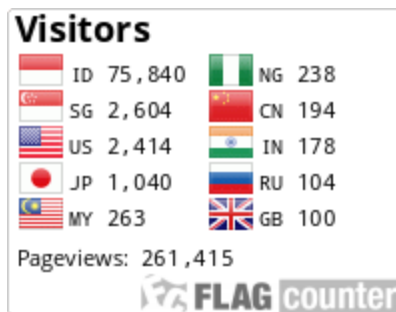 Visitors
ID 75,840 NG 238
SG 2,604 CN 194
US 2,414 IN 178
JP 1,040 RU 104
MY 263 GB 100
Pageviews: 261,415
FC FLAG counter